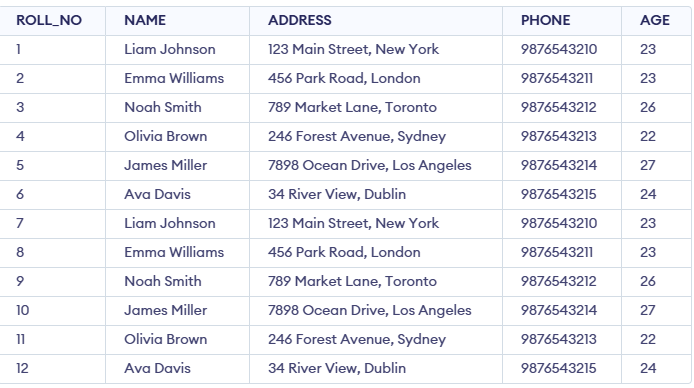 ROLL_NO NAME ADDRESS PHONE AGE
1 Liam Johnson 123 Main Street, New York 9876543210 23
2 Emma Williams 456 Park Road, London 9876543211 23
3 Noah Smith 789 Market Lane, Toronto 9876543212 26
4 Olivia Brown 246 Forest Avenue, Sydney 9876543213 22
5 James Miller 7898 Ocean Drive, Los Angeles 9876543214 27
6 Ava Davis 34 River View, Dublin 9876543215 24
7 Liam Johnson 123 Main Street, New York 9876543210 23
8 Emma Williams 456 Park Road, London 9876543211 23
9 Noah Smith 789 Market Lane, Toronto 9876543212 26
10 James Miller 7898 Ocean Drive, Los Angeles 9876543214 27
11 Olivia Brown 246 Forest Avenue, Sydney 9876543213 22
12 Ava Davis 34 River View, Dublin 9876543215 24